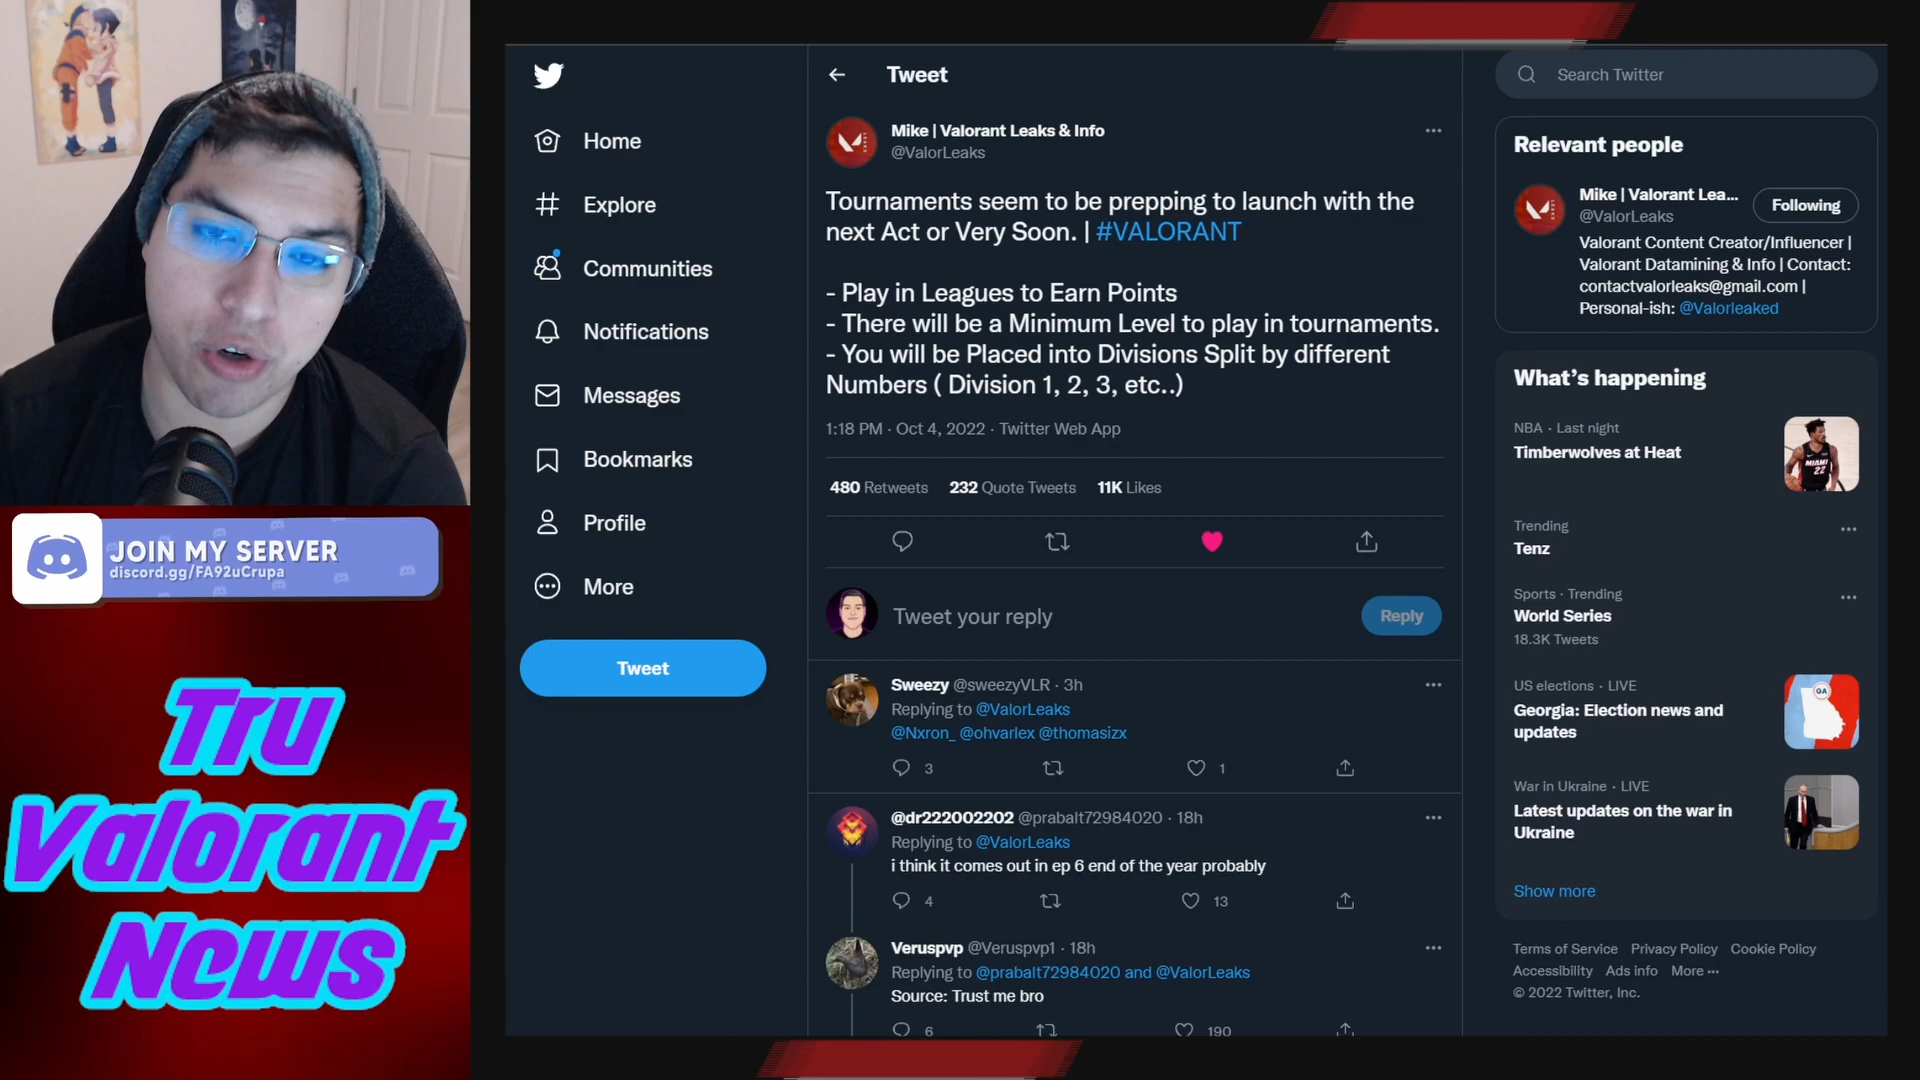 JOIN MY SERVER
discord.gg/FA92uCrupa
Tru
Valorant
News
Home
Explore
Communities
Notifications
Messages
Bookmarks
Profile
More
Tweet
Tweet
Mike | Valorant Leaks & Info
@ValorLeaks
Tournaments seem to be prepping to launch with the
next Act or Very Soon. | #VALORANT
- Play in Leagues to Earn Points
- There will be a Minimum Level to play in tournaments.
- You will be Placed into Divisions Split by different
Numbers ( Division 1, 2, 3, etc..)
1:18 PM · Oct 4, 2022 · Twitter Web App
480 Retweets 232 Quote Tweets 11K Likes
Tweet your reply
Reply
Sweezy @sweezyVLR · 3h
Replying to @ValorLeaks
@Nxron_ @ohvarlex @thomasizx
3 1
@dr222002202 @prabalt72984020 · 18h
Replying to @ValorLeaks
i think it comes out in ep 6 end of the year probably
4 13
Veruspvp @Veruspvp1 · 18h
Replying to @prabalt72984020 and @ValorLeaks
Source: Trust me bro
6 190
Search Twitter
Relevant people
Mike | Valorant Lea...
@ValorLeaks
Following
Valorant Content Creator/Influencer |
Valorant Datamining & Info | Contact:
contactvalorleaks@gmail.com |
Personal-ish: @Valorleaked
What's happening
NBA · Last night
Timberwolves at Heat
MIAMI
22
Trending
Tenz
Sports · Trending
World Series
18.3K Tweets
US elections · LIVE
Georgia: Election news and
updates
GA
War in Ukraine · LIVE
Latest updates on the war in
Ukraine
Show more
Terms of Service Privacy Policy Cookie Policy
Accessibility Ads info More ···
© 2022 Twitter, Inc.